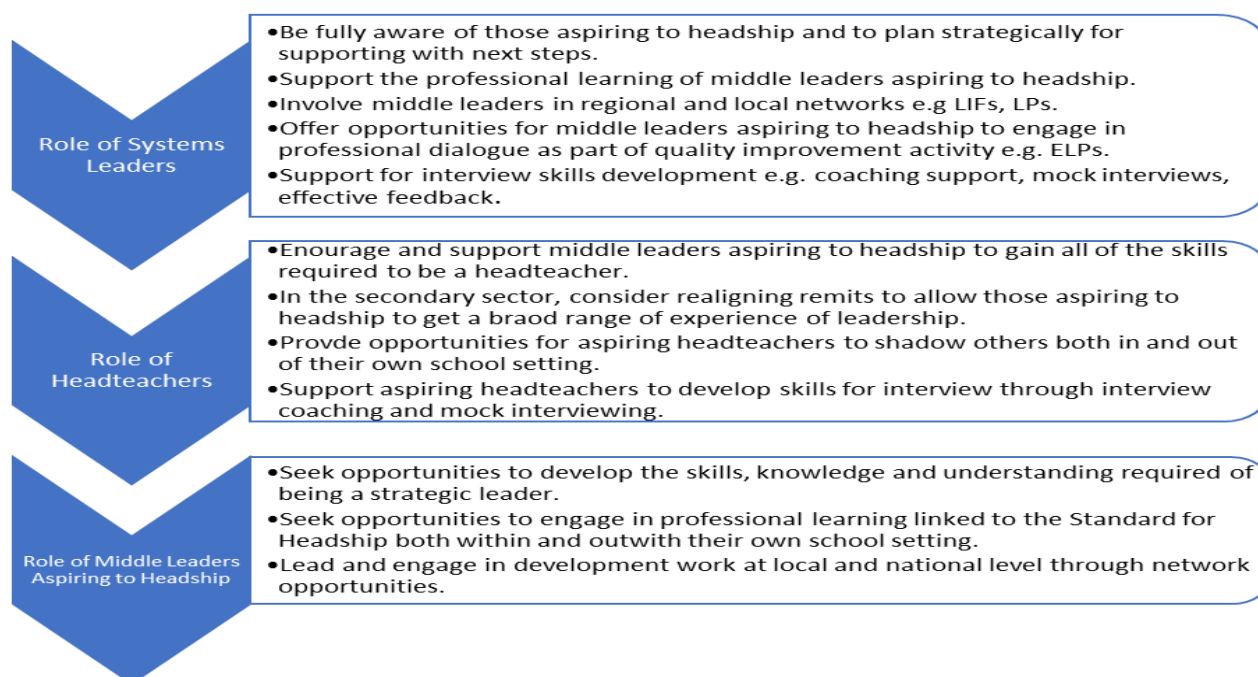 Role of Systems
Leaders
•Be fully aware of those aspiring to headship and to plan strategically for
supporting with next steps.
•Support the professional learning of middle leaders aspiring to headship.
•Involve middle leaders in regional and local networks e.g LIFs, LPs.
•Offer opportunities for middle leaders aspiring to headship to engage in
professional dialogue as part of quality improvement activity e.g. ELPs.
•Support for interview skills development e.g. coaching support, mock interviews,
effective feedback.
Role of
Headteachers
•Enourage and support middle leaders aspiring to headship to gain all of the skills
required to be a headteacher.
•In the secondary sector, consider realigning remits to allow those aspiring to
headship to get a braod range of experience of leadership.
•Provde opportunities for aspiring headteachers to shadow others both in and out
of their own school setting.
•Support aspiring headteachers to develop skills for interview through interview
coaching and mock interviewing.
Role of Middle Leaders
Aspiring to Headship
•Seek opportunities to develop the skills, knowledge and understanding required of
being a strategic leader.
•Seek opportunities to engage in professional learning linked to the Standard for
Headship both within and outwith their own school setting.
•Lead and engage in development work at local and national level through network
opportunities.